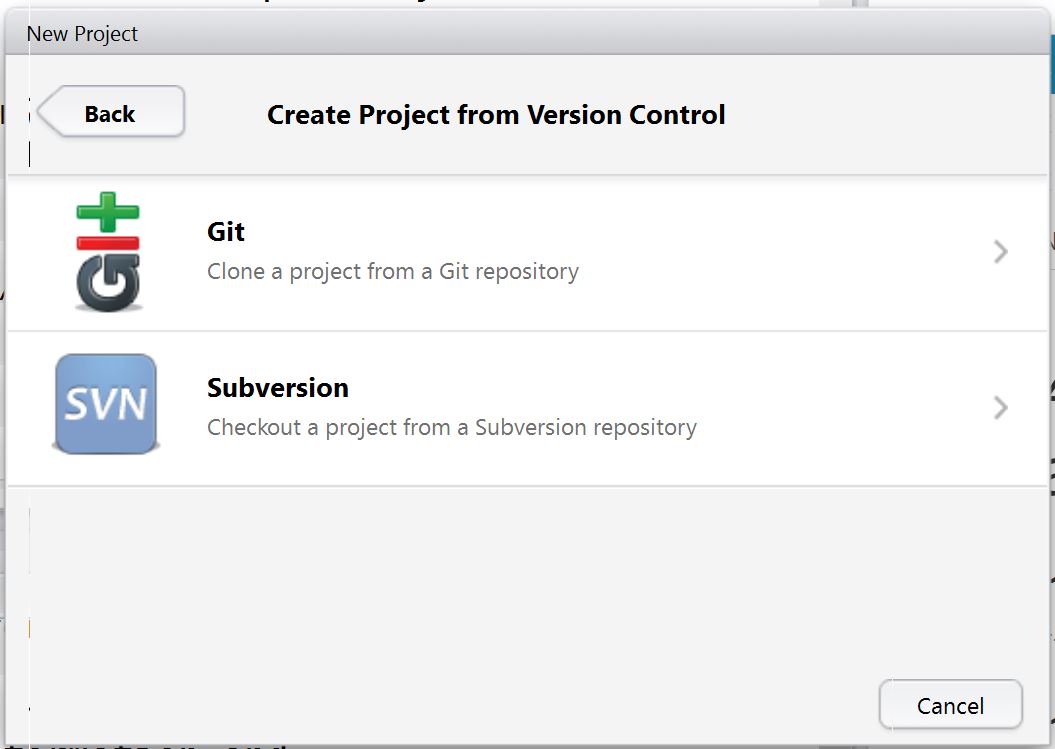 New Project
Back
Create Project from Version Control
Git
Clone a project from a Git repository
SVN
Subversion
Checkout a project from a Subversion repository
Cancel